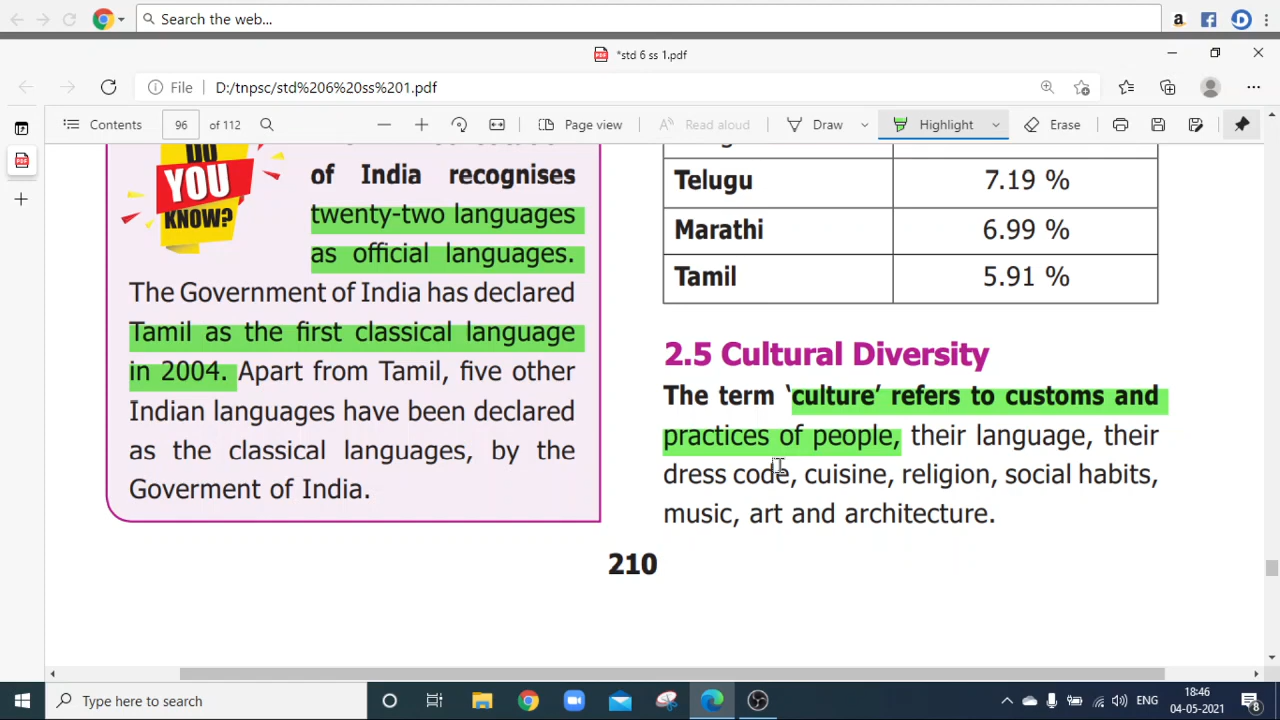 Search the web...
*std 6 ss 1.pdf
File D:/tnpsc/std%206%20ss%201.pdf
Contents 96 of 112 Page view Read aloud Draw Highlight Erase
DO
YOU
KNOW?
of India recognises
twenty-two languages
as official languages.
The Government of India has declared
Tamil as the first classical language
in 2004. Apart from Tamil, five other
Indian languages have been declared
as the classical languages, by the
Goverment of India.
Telugu 7.19 %
Marathi 6.99 %
Tamil 5.91 %
2.5 Cultural Diversity
The term ‘culture’ refers to customs and
practices of people, their language, their
dress code, cuisine, religion, social habits,
music, art and architecture.
210
Type here to search
ENG
18:46
04-05-2021
8